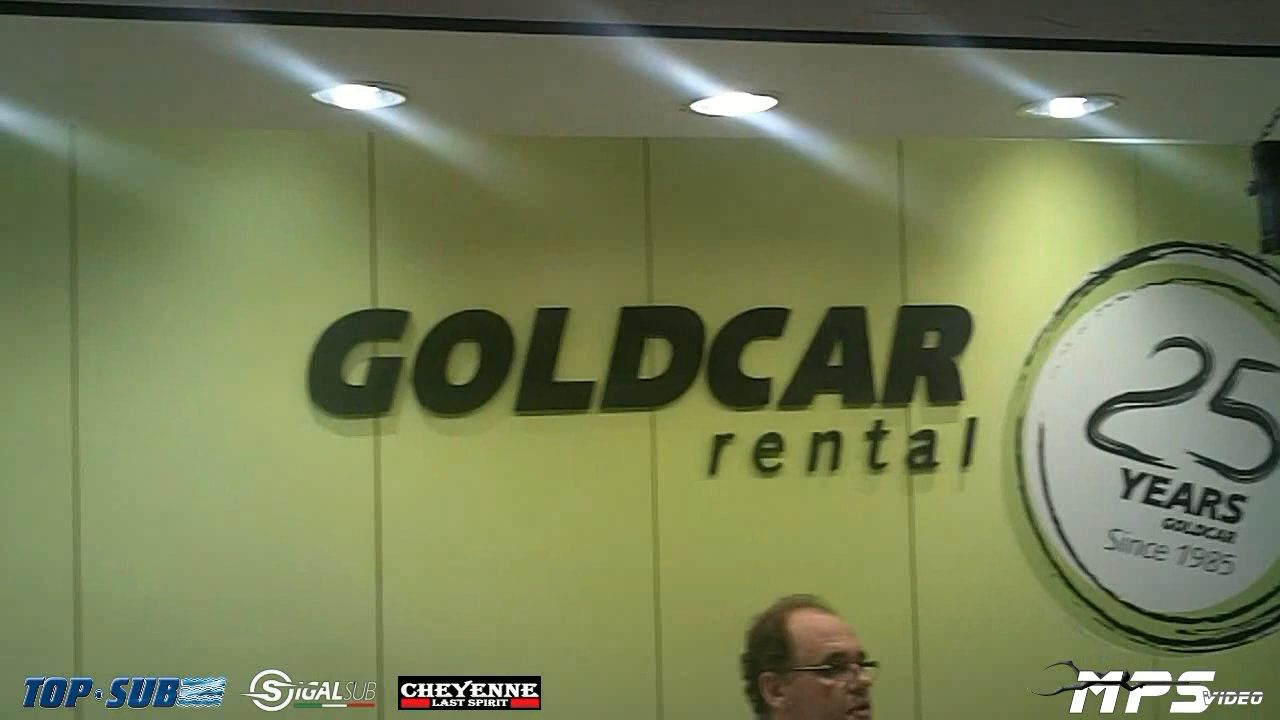 GOLDCAR
rental
25
YEARS
GOLDCAR
Since 1985
TOP-SUB
SIGALSUB
CHEYENNE
LAST SPIRIT
MPS VIDEO